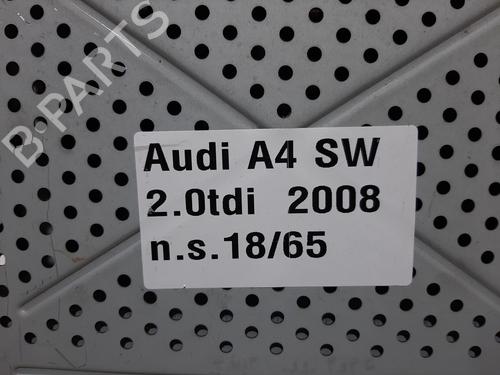 B-PARTS
Audi A4 SW
2.0tdi 2008
n.s.18/65